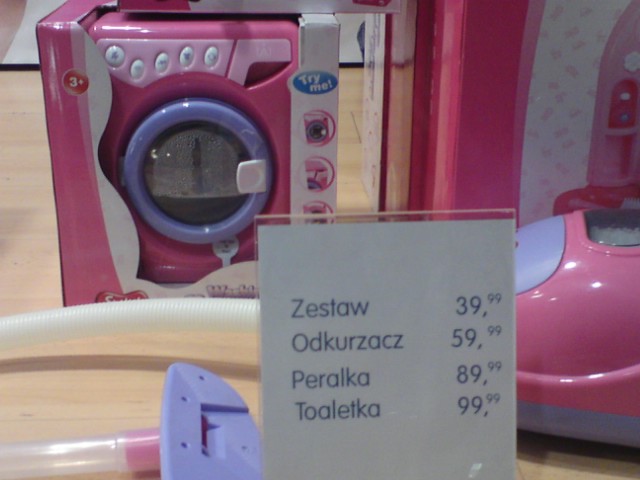 3+
Try me!
Zestaw 39,99
Odkurzacz 59,99
Peralka 89,99
Toaletka 99,99